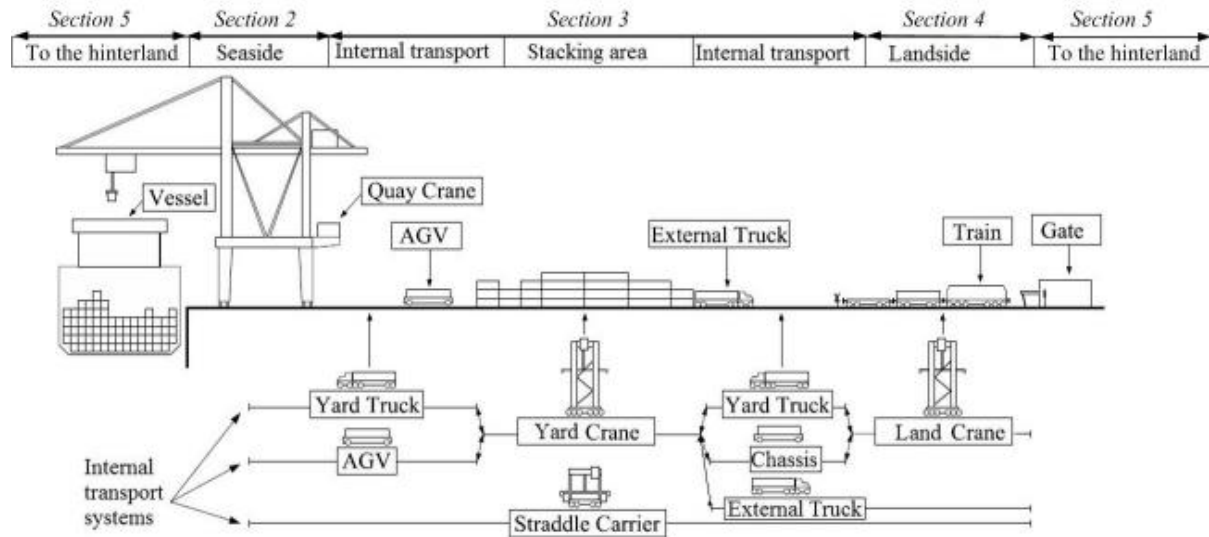 Section 5 Section 2 Section 3 Section 4 Section 5
To the hinterland Seaside Internal transport Stacking area Internal transport Landside To the hinterland
Vessel
Quay Crane
AGV
External Truck
Train
Gate
Yard Truck
Yard Crane
Yard Truck
Land Crane
AGV
Chassis
Internal
transport
systems
External Truck
Straddle Carrier